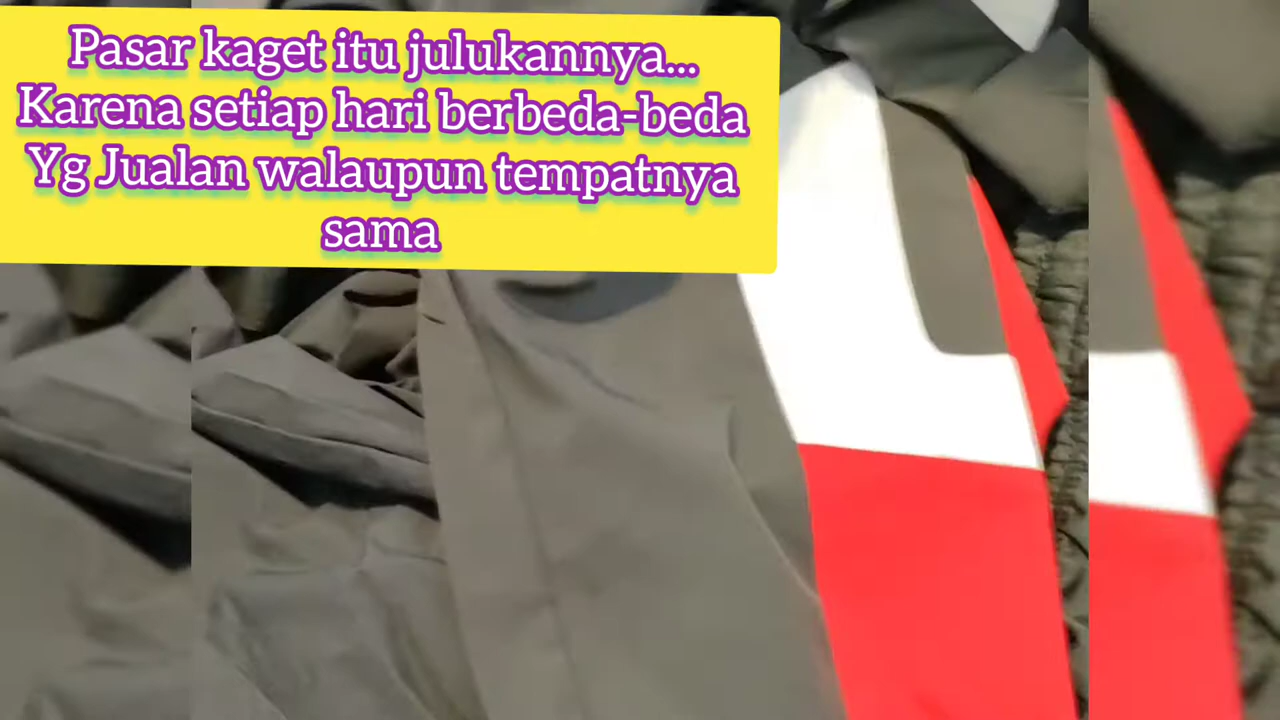 Pasar kaget itu julukannya...
Karena setiap hari berbeda-beda
Yg Jualan walaupun tempatnya
sama